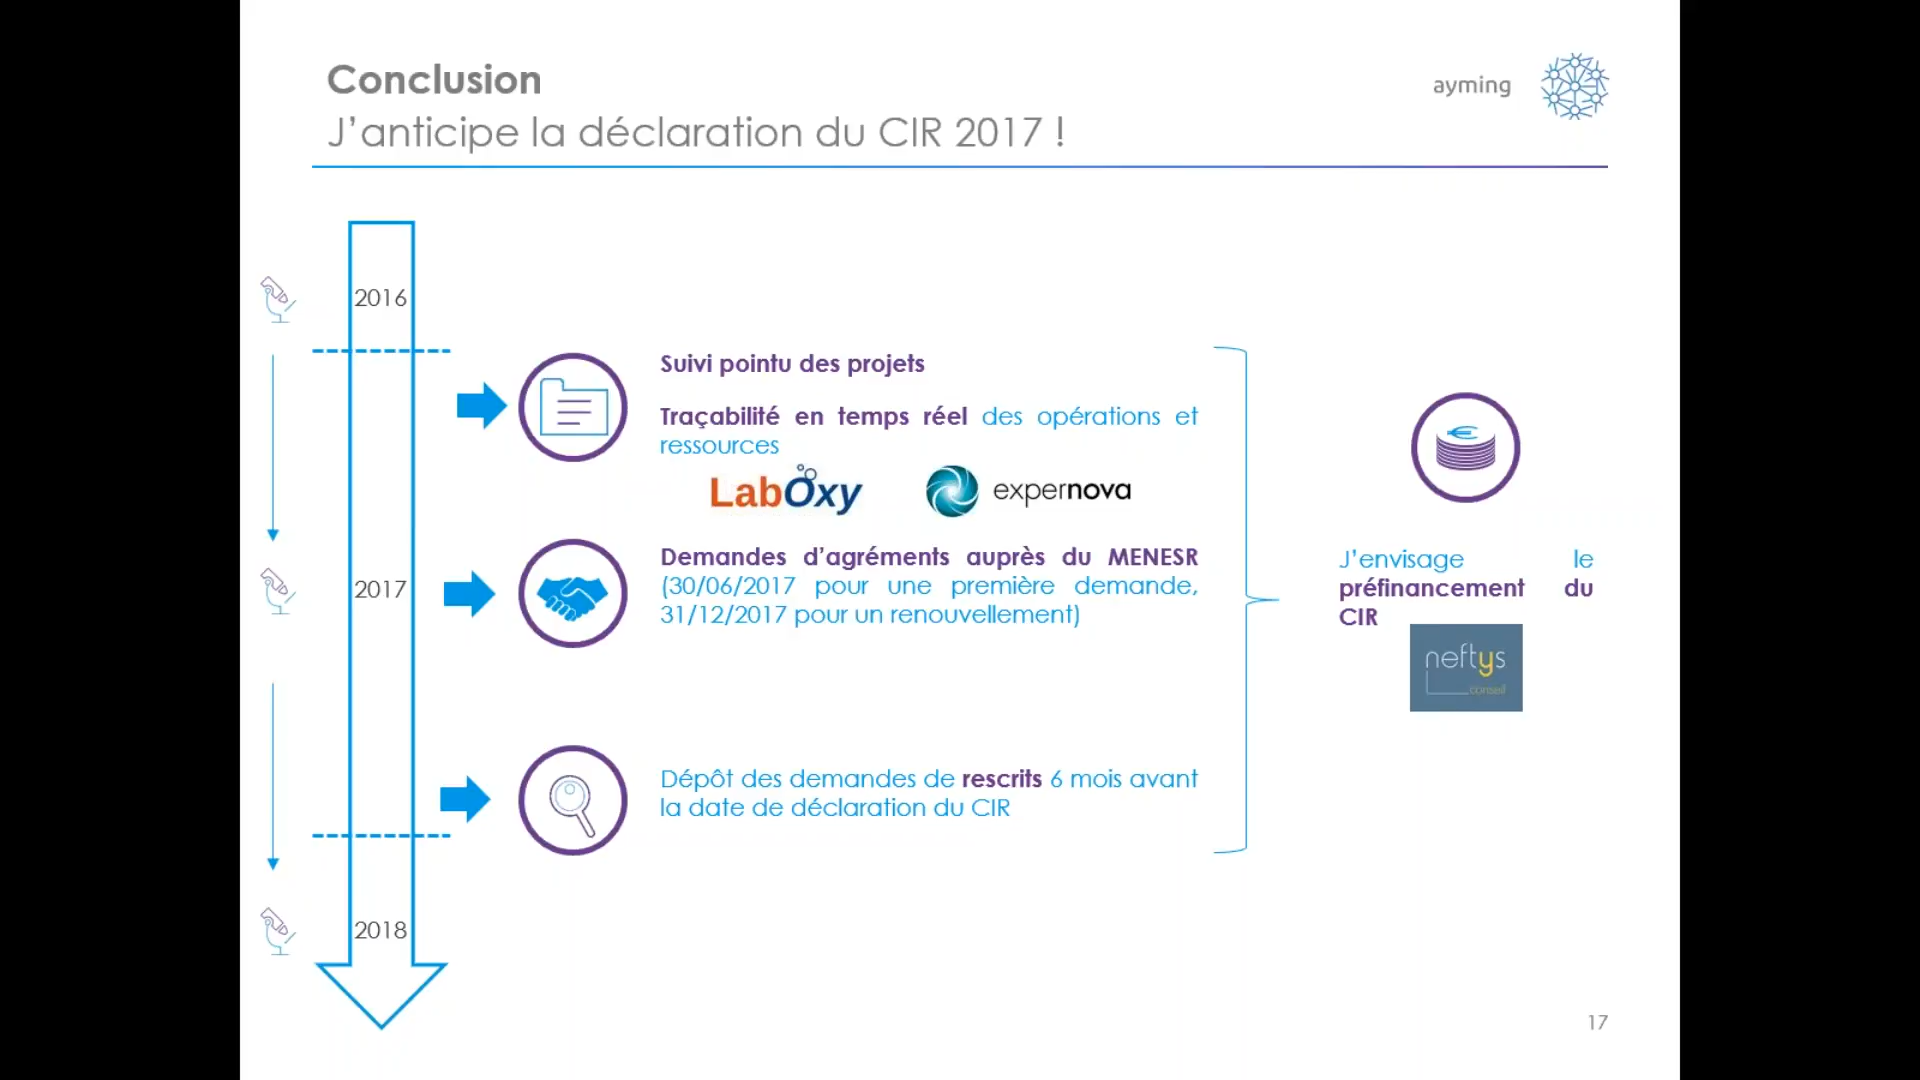 Conclusion
J’anticipe la déclaration du CIR 2017 !
ayming
2016
2017
2018
Suivi pointu des projets
Traçabilité en temps réel des opérations et
ressources
LabOxy
expernova
Demandes d’agréments auprès du MENESR
(30/06/2017 pour une première demande,
31/12/2017 pour un renouvellement)
Dépôt des demandes de rescrits 6 mois avant
la date de déclaration du CIR
€
J’envisage le
préfinancement du
CIR
neftys
conseil
17